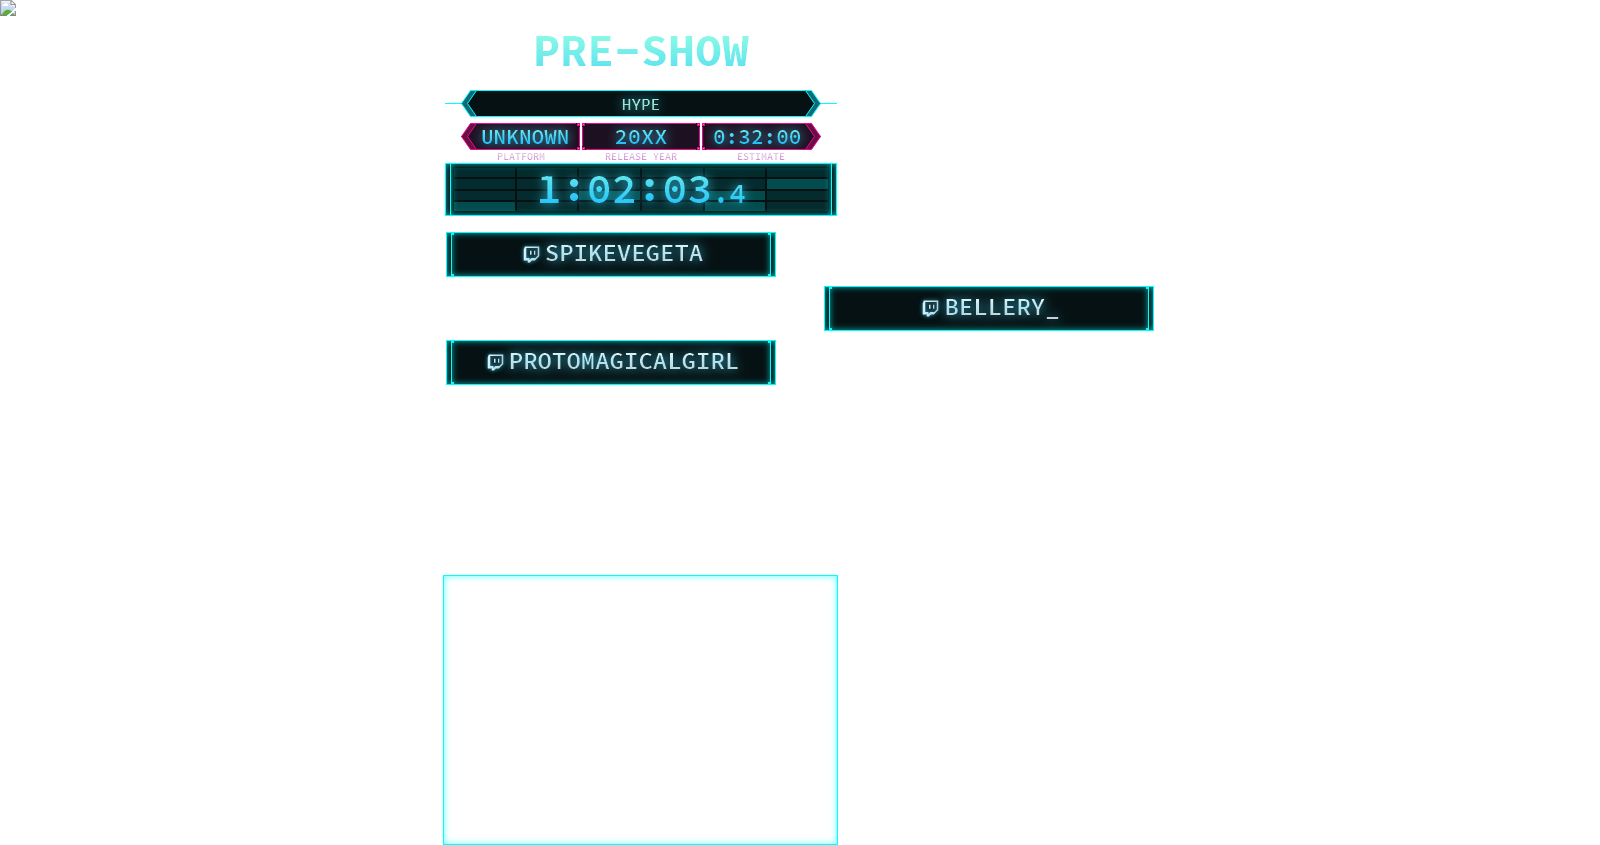 PRE-SHOW
HYPE
UNKNOWN 20XX 0:32:00
PLATFORM RELEASE YEAR ESTIMATE
1:02:03.4
SPIKEVEGETA
BELLERY_
PROTOMAGICALGIRL